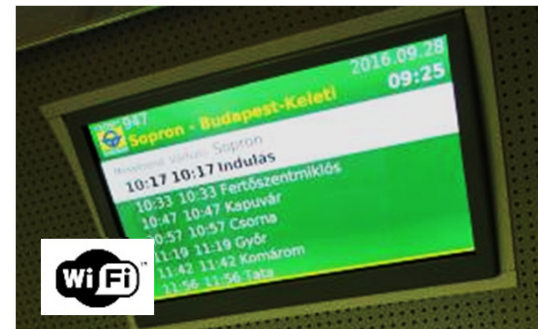 947
2016.09.28
Sopron - Budapest-Keleti
09:25
Sopron
10:17 10:17 Indulás
10:33 10:33 Fertőszentmiklós
10:47 10:47 Kapuvár
10:57 10:57 Csorna
11:19 11:19 Győr
11:42 11:42 Komárom
11:56 11:56 Tata
Wi Fi